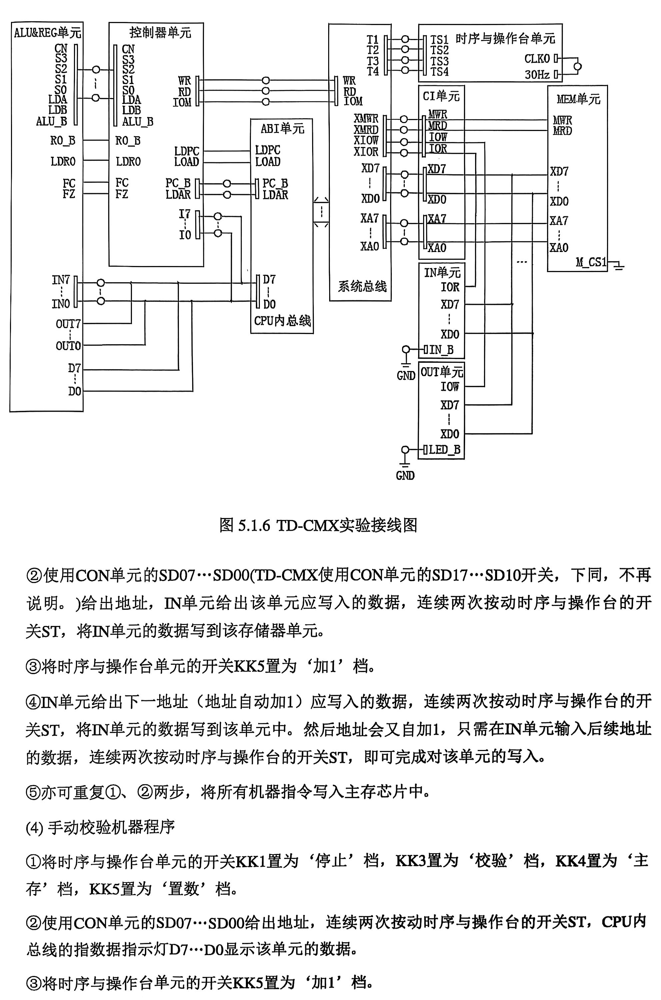 ALU&REG单元
CN
S3
S2
S1
S0
LDA
LDB
ALU_B
R0_B
LDR0
FC
FZ
IN7
IN0
OUT7
OUT0
D7
D0
控制器单元
CN
S3
S2
S1
S0
LDA
LDB
ALU_B
R0_B
LDR0
FC
FZ
WR
RD
IOM
LDPC
LOAD
PC_B
LDAR
I7
I0
ABI单元
LDPC
LOAD
PC_B
LDAR
D7
D0
CPU内总线
T1
T2
T3
T4
WR
RD
IOM
XMWR
XMRD
XIOW
XIOR
XD7
XD0
XA7
XA0
系统总线
TS1
TS2
TS3
TS4
时序与操作台单元
CLK0
30Hz
CI单元
MWR
MRD
IOW
IOR
XD7
XD0
XA7
XA0
MEM单元
MWR
MRD
XD7
XD0
XA7
XA0
M_CS1
IN单元
IOR
XD7
XD0
IN_B
GND
OUT单元
IOW
XD7
XD0
LED_B
GND
图 5.1.6 TD-CMX实验接线图
②使用CON单元的SD07…SD00(TD-CMX使用CON单元的SD17…SD10开关，下同，不再
说明。)给出地址，IN单元给出该单元应写入的数据，连续两次按动时序与操作台的开
关ST，将IN单元的数据写到该存储器单元。
③将时序与操作台单元的开关KK5置为‘加1’档。
④IN单元给出下一地址（地址自动加1）应写入的数据，连续两次按动时序与操作台的开
关ST，将IN单元的数据写到该单元中。然后地址会又自加1，只需在IN单元输入后续地址
的数据，连续两次按动时序与操作台的开关ST，即可完成对该单元的写入。
⑤亦可重复①、②两步，将所有机器指令写入主存芯片中。
(4) 手动校验机器程序
①将时序与操作台单元的开关KK1置为‘停止’档，KK3置为‘校验’档，KK4置为‘主
存’档，KK5置为‘置数’档。
②使用CON单元的SD07…SD00给出地址，连续两次按动时序与操作台的开关ST，CPU内
总线的指数据指示灯D7…D0显示该单元的数据。
③将时序与操作台单元的开关KK5置为‘加1’档。